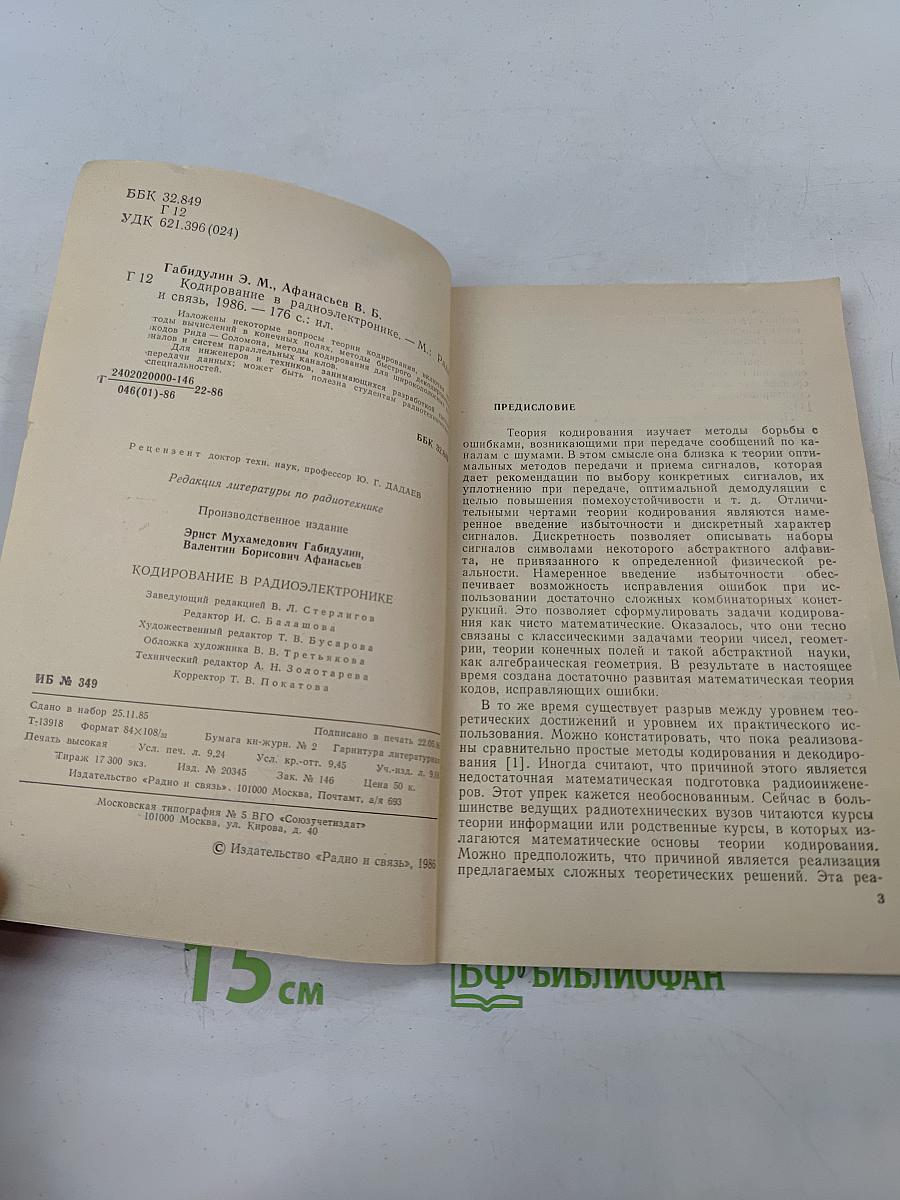 ББК 32.849
Г 12
УДК 621.396(024)
Габидулин Э. М., Афанасьев В. Б.
Г 12 Кодирование в радиоэлектронике. — М.:
и связь, 1986. — 176 с.: ил.
Изложены некоторые вопросы теории кодирования,
вычислений в конечных полях, методы быстрого
кодов Рида — Соломона, методы кодирования для
и систем параллельных каналов.
Для инженеров и техников, занимающихся разработкой
передачи данных; может быть полезна студентам
специальностей.
2402020000-146
046(01)-86
22-86
ББК
Рецензент доктор техн. наук, профессор Ю. Г. ДАДАЕВ
Редакция литературы по радиотехнике
Производственное издание
Эрнст Мухамедович Габидулин,
Валентин Борисович Афанасьев
КОДИРОВАНИЕ В РАДИОЭЛЕКТРОНИКЕ
Заведующий редакцией В. Л. Стерлигов
Редактор И. С. Балашова
Художественный редактор Т. В. Бусарова
Обложка художника В. В. Третьякова
Технический редактор А. Н. Золотарева
Корректор Т. В. Покатова
ИБ № 349
Сдано в набор 25.11.85 Подписано в печать
Т-13918 Формат 84×108/32 Бумага кн-журн. № 2 Гарнитура литературная
Печать высокая Усл. печ. л. 9,24 Усл. кр.-отт. 9,45 Уч.-изд. л.
Тираж 17 300 экз. Изд. № 20345 Зак. № 146 Цена 50 к.
Издательство «Радио и связь». 101000 Москва, Почтамт, а/я 693
Московская типография № 5 ВГО «Союзучетиздат»
101000 Москва, ул. Кирова, д. 40
© Издательство «Радио и связь», 1986
ПРЕДИСЛОВИЕ
Теория кодирования изучает методы борьбы с
ошибками, возникающими при передаче сообщений по ка-
налам с шумами. В этом смысле она близка к теории опти-
мальных методов передачи и приема сигналов, которая
дает рекомендации по выбору конкретных сигналов, их
уплотнению при передаче, оптимальной демодуляции с
целью повышения помехоустойчивости и т. д. Отличи-
тельными чертами теории кодирования являются наме-
ренное введение избыточности и дискретный характер
сигналов. Дискретность позволяет описывать наборы
сигналов символами некоторого абстрактного алфави-
та, не привязанного к определенной физической ре-
альности. Намеренное введение избыточности обес-
печивает возможность исправления ошибок при ис-
пользовании достаточно сложных комбинаторных конст-
рукций. Это позволяет сформулировать задачи кодирова-
ния как чисто математические. Оказалось, что они тесно
связаны с классическими задачами теории чисел, геомет-
рии, теории конечных полей и такой абстрактной науки,
как алгебраическая геометрия. В результате в настоящее
время создана достаточно развитая математическая теория
кодов, исправляющих ошибки.
В то же время существует разрыв между уровнем тео-
ретических достижений и уровнем их практического ис-
пользования. Можно констатировать, что пока реализова-
ны сравнительно простые методы кодирования и декодиро-
вания [1]. Иногда считают, что причиной этого является
недостаточная математическая подготовка радиоинжене-
ров. Этот упрек кажется необоснованным. Сейчас в боль-
шинстве ведущих радиотехнических вузов читаются курсы
теории информации или родственные курсы, в которых из-
лагаются математические основы теории кодирования.
Можно предположить, что причиной является реализация
предлагаемых сложных теоретических решений. Эта реа-
3
15 см
БФ БИБЛИОФАН